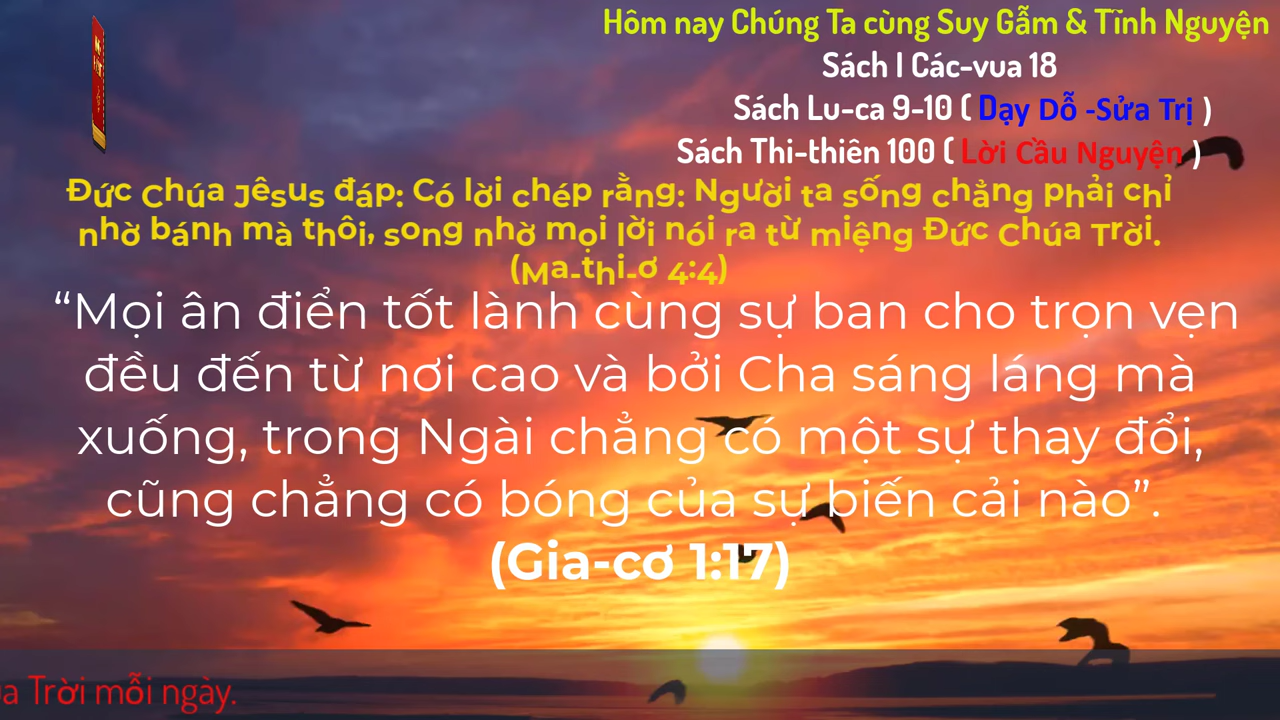 Hôm nay Chúng Ta cùng Suy Gẫm & Tĩnh Nguyện
Sách I Các-vua 18
Sách Lu-ca 9-10 ( Dạy Dỗ -Sửa Trị )
Sách Thi-thiên 100 ( Lời Cầu Nguyện )
Đức Chúa Jêsus đáp: Có lời chép rằng: Người ta sống chẳng phải chỉ
nhờ bánh mà thôi, song nhờ mọi lời nói ra từ miệng Đức Chúa Trời.
(Ma-thi-ơ 4:4)
“Mọi ân điển tốt lành cùng sự ban cho trọn vẹn
đều đến từ nơi cao và bởi Cha sáng láng mà
xuống, trong Ngài chẳng có một sự thay đổi,
cũng chẳng có bóng của sự biến cải nào”.
(Gia-cơ 1:17)
Trời mỗi ngày.